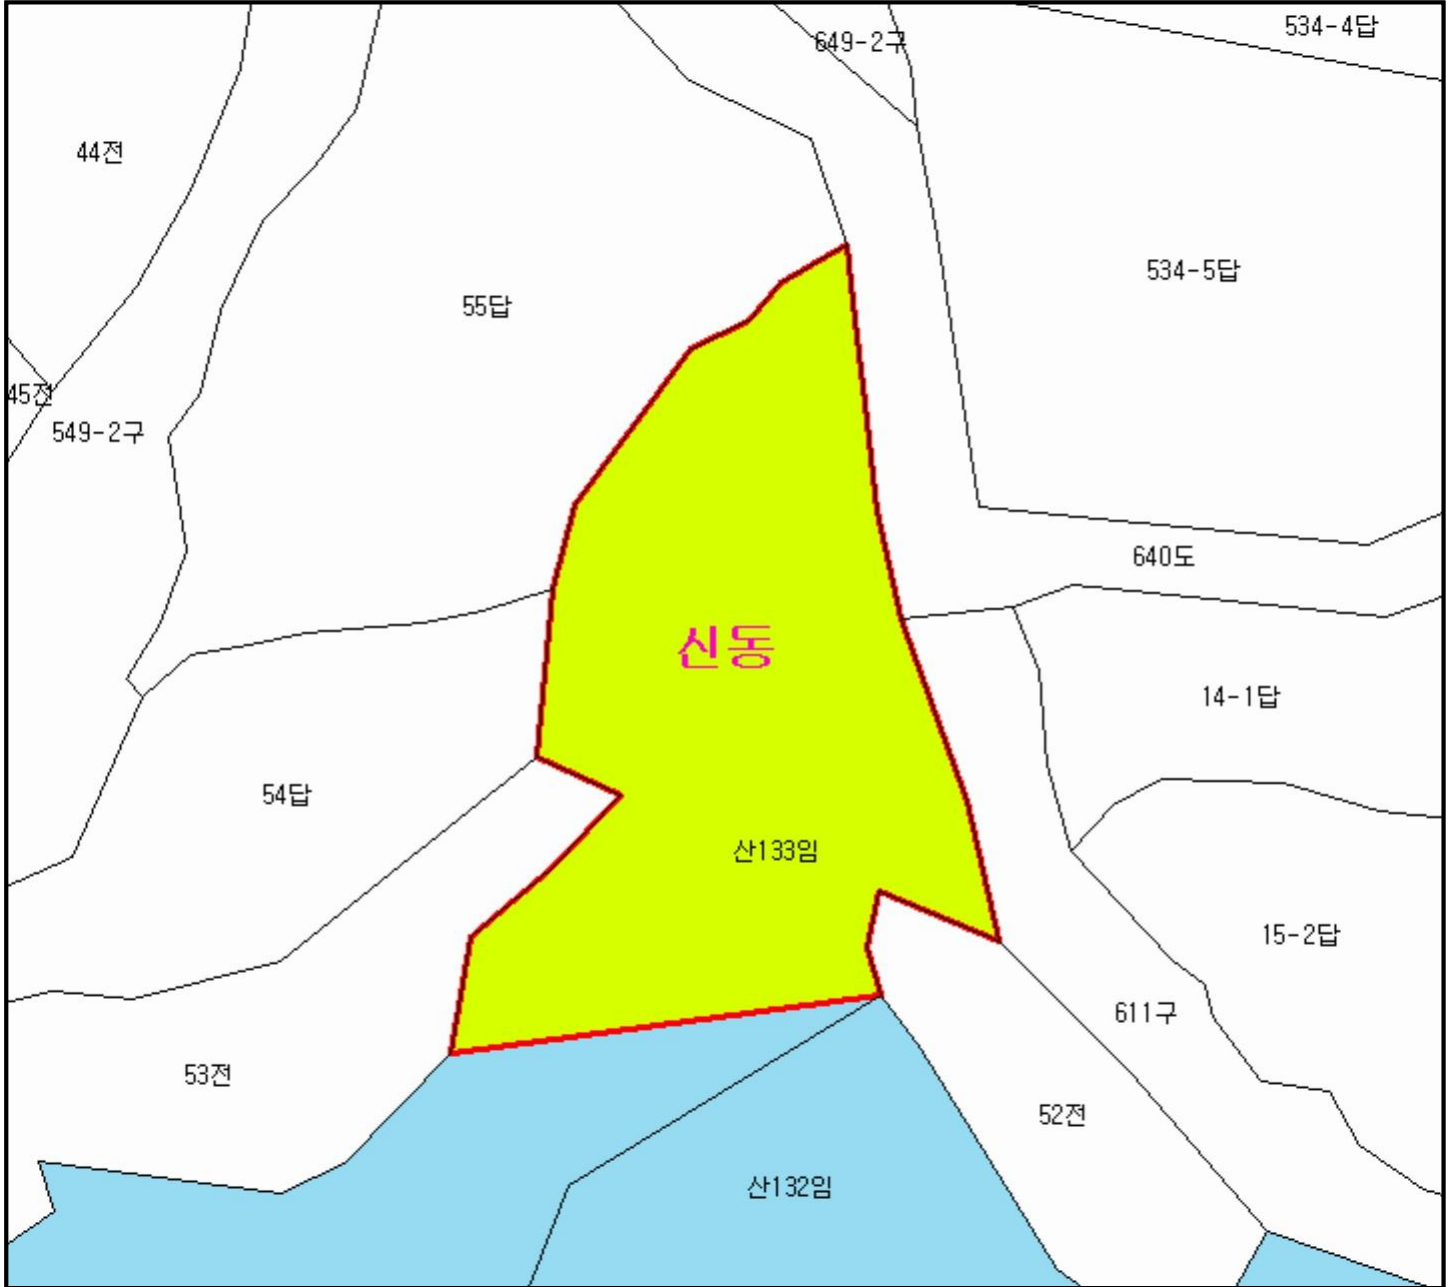 534-4답
649-2구
44전
534-5답
55답
45전
549-2구
640도
신동
14-1답
54답
산133임
15-2답
611구
53전
52전
산132임